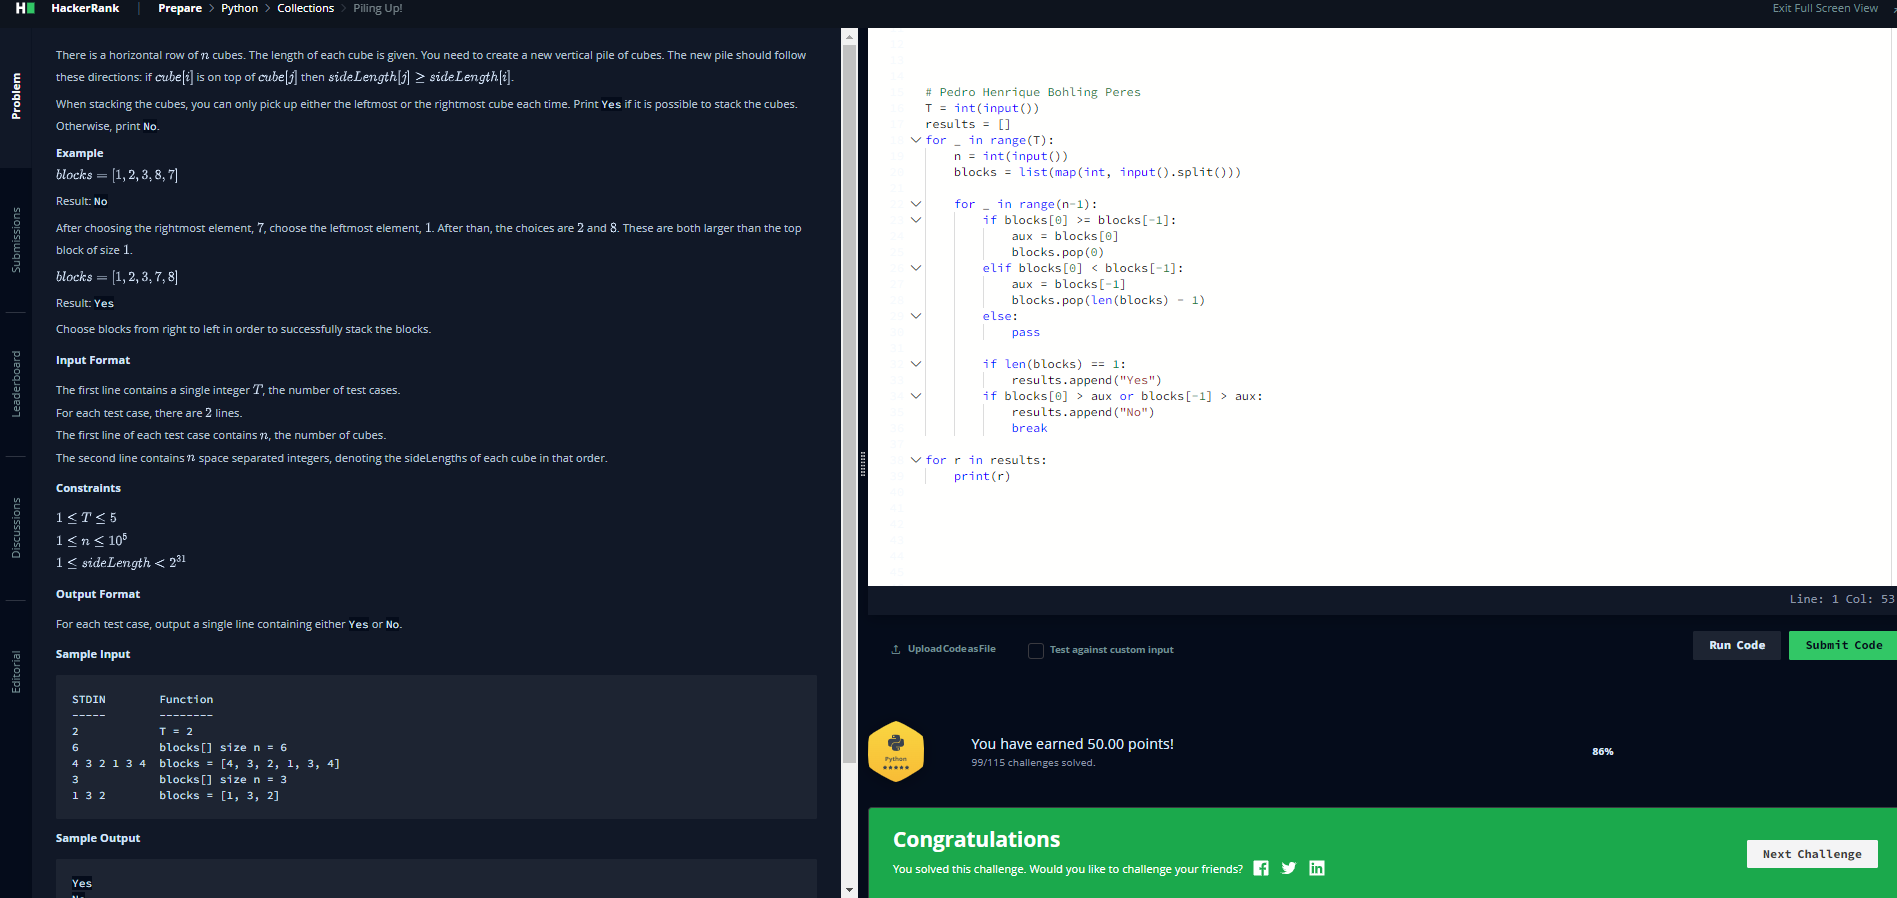 HackerRank | Prepare > Python > Collections > Piling Up!
Exit Full Screen View
Problem
Submissions
Leaderboard
Discussions
Editorial
There is a horizontal row of n cubes. The length of each cube is given. You need to create a new vertical pile of cubes. The new pile should follow
these directions: if cube[i] is on top of cube[j] then sideLength[j] ≥ sideLength[i].
When stacking the cubes, you can only pick up either the leftmost or the rightmost cube each time. Print Yes if it is possible to stack the cubes.
Otherwise, print No.
Example
blocks = [1, 2, 3, 8, 7]
Result: No
After choosing the rightmost element, 7, choose the leftmost element, 1. After than, the choices are 2 and 8. These are both larger than the top
block of size 1.
blocks = [1, 2, 3, 7, 8]
Result: Yes
Choose blocks from right to left in order to successfully stack the blocks.
Input Format
The first line contains a single integer T, the number of test cases.
For each test case, there are 2 lines.
The first line of each test case contains n, the number of cubes.
The second line contains n space separated integers, denoting the sideLengths of each cube in that order.
Constraints
1 ≤ T ≤ 5
1 ≤ n ≤ 10⁵
1 ≤ sideLength < 2³¹
Output Format
For each test case, output a single line containing either Yes or No.
Sample Input
STDIN Function
----- --------
2 T = 2
6 blocks[] size n = 6
4 3 2 1 3 4 blocks = [4, 3, 2, 1, 3, 4]
3 blocks[] size n = 3
1 3 2 blocks = [1, 3, 2]
Sample Output
Yes
# Pedro Henrique Bohling Peres
T = int(input())
results = []
for _ in range(T):
    n = int(input())
    blocks = list(map(int, input().split()))
    for _ in range(n-1):
        if blocks[0] >= blocks[-1]:
            aux = blocks[0]
            blocks.pop(0)
        elif blocks[0] < blocks[-1]:
            aux = blocks[-1]
            blocks.pop(len(blocks) - 1)
        else:
            pass
        if len(blocks) == 1:
            results.append("Yes")
        if blocks[0] > aux or blocks[-1] > aux:
            results.append("No")
            break
for r in results:
    print(r)
Line: 1 Col: 53
Upload Code as File
Test against custom input
Run Code
Submit Code
Python
You have earned 50.00 points!
99/115 challenges solved.
86%
Congratulations
You solved this challenge. Would you like to challenge your friends?
Next Challenge